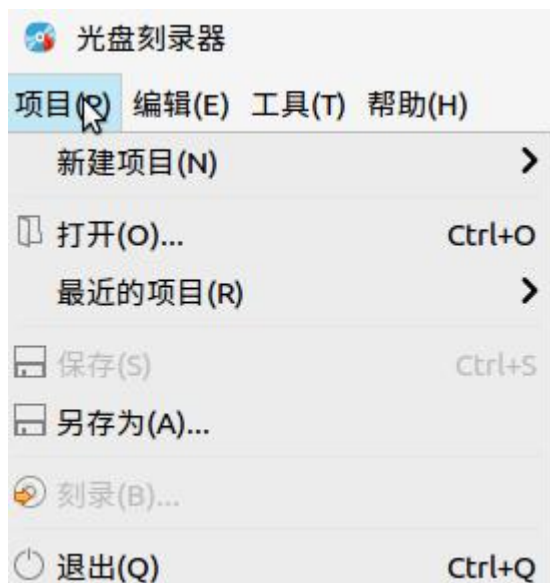 光盘刻录器
项目(P) 编辑(E) 工具(T) 帮助(H)
新建项目(N)
打开(O)... Ctrl+O
最近的项目(R)
保存(S) Ctrl+S
另存为(A)...
刻录(B)...
退出(Q) Ctrl+Q